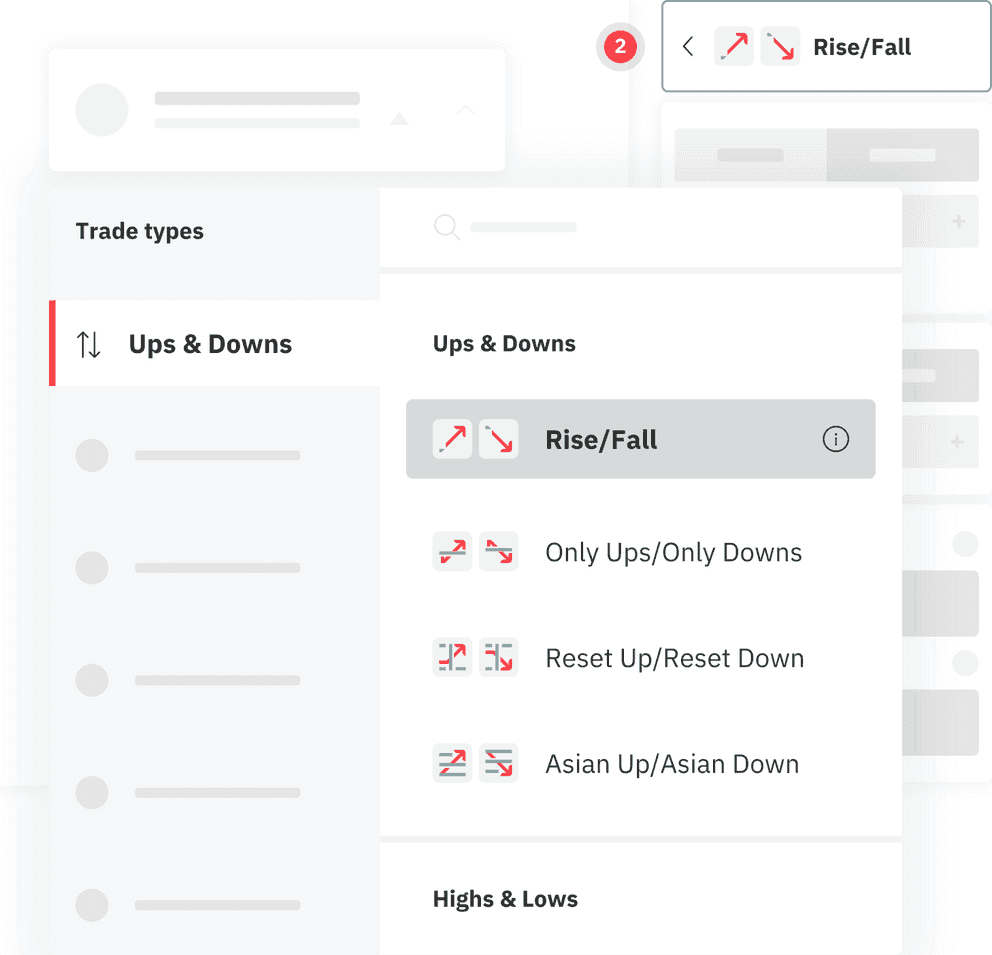 2
Rise/Fall
Trade types
Ups & Downs
Ups & Downs
Rise/Fall
Only Ups/Only Downs
Reset Up/Reset Down
Asian Up/Asian Down
Highs & Lows